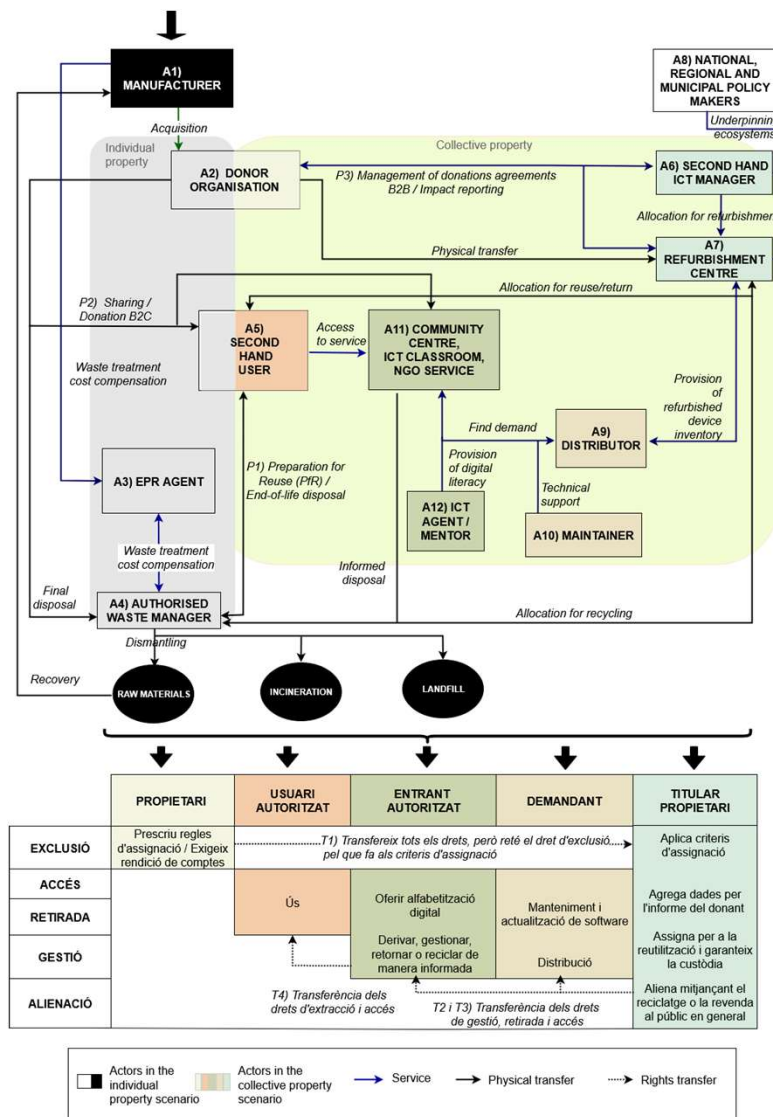 A1)
MANUFACTURER
A8) NATIONAL,
REGIONAL AND
MUNICIPAL POLICY
MAKERS
Acquisition
Underpinning
ecosystems
Individual
property
Collective property
A2) DONOR
ORGANISATION
P3) Management of donations agreements
B2B / Impact reporting
A6) SECOND HAND
ICT MANAGER
Allocation for refurbishment
Physical transfer
A7)
REFURBISHMENT
CENTRE
Allocation for reuse/return
P2) Sharing /
Donation B2C
A5)
SECOND
HAND
USER
Access
to service
A11) COMMUNITY
CENTRE,
ICT CLASSROOM,
NGO SERVICE
Waste treatment
cost compensation
Provision
of
refurbished
device
inventory
Find demand
A9)
DISTRIBUTOR
P1) Preparation for
Reuse (PfR) /
End-of-life disposal
Provision
of digital
literacy
A3) EPR AGENT
A12) ICT
AGENT /
MENTOR
Technical
support
A10) MAINTAINER
Waste treatment
cost compensation
Informed
disposal
Final
disposal
A4) AUTHORISED
WASTE MANAGER
Allocation for recycling
Dismantling
Recovery
RAW MATERIALS
INCINERATION
LANDFILL
PROPIETARI
USUARI
AUTORITZAT
ENTRANT
AUTORITZAT
DEMANDANT
TITULAR
PROPIETARI
EXCLUSIÓ
Prescriu regles
d'assignació / Exigeix
rendició de comptes
T1) Transfereix tots els drets, però reté el dret d'exclusió
pel que fa als criteris d'assignació
Aplica criteris
d'assignació
ACCÉS
RETIRADA
GESTIÓ
ALIENACIÓ
Ús
Oferir alfabetització
digital
Derivar, gestionar,
retornar o reciclar de
manera informada
Manteniment i
actualizació de software
Distribució
Agrega dades per
l'informe del donant
Assigna per a la
reutilització i garanteix
la custòdia
Aliena mitjançant el
reciclatge o la revenda
al públic en general
T4) Transferència dels
drets d'extracció i accés
T2 i T3) Transferència dels drets
de gestió, retirada i accés
Actors in the
individual
property scenario
Actors in the
collective property
scenario
Service
Physical transfer
Rights transfer